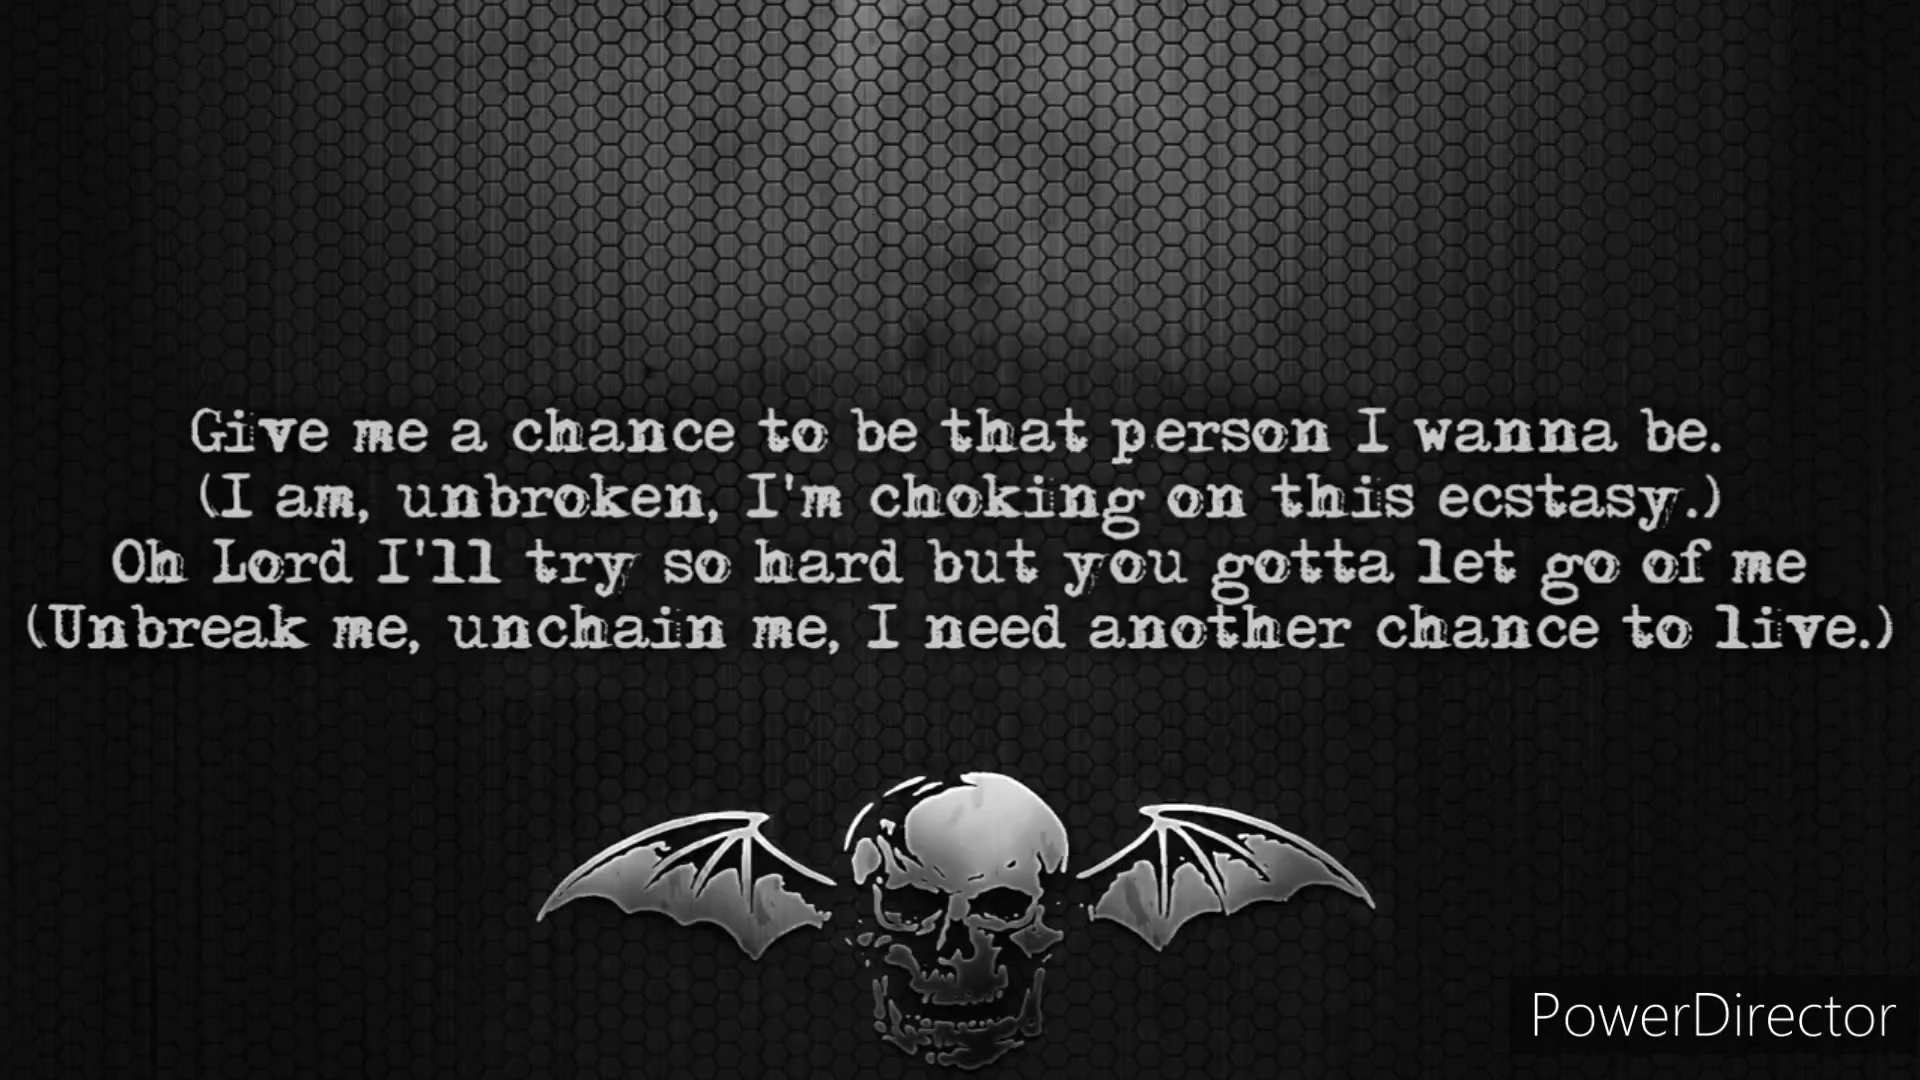 Give me a chance to be that person I wanna be.
(I am, unbroken, I'm choking on this ecstasy.)
Oh Lord I'll try so hard but you gotta let go of me
(Unbreak me, unchain me, I need another chance to live.)
PowerDirector